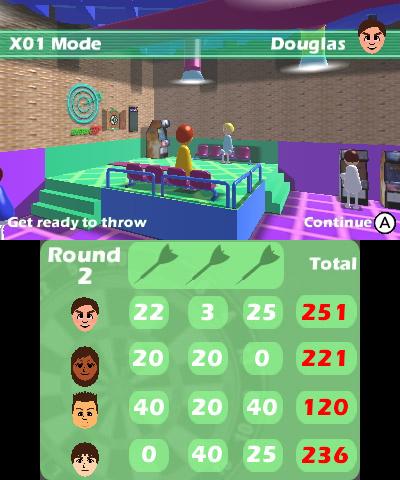 X01 Mode Douglas
Get ready to throw Continue A
Round 2 Total
22 3 25 251
20 20 0 221
40 20 40 120
0 40 25 236